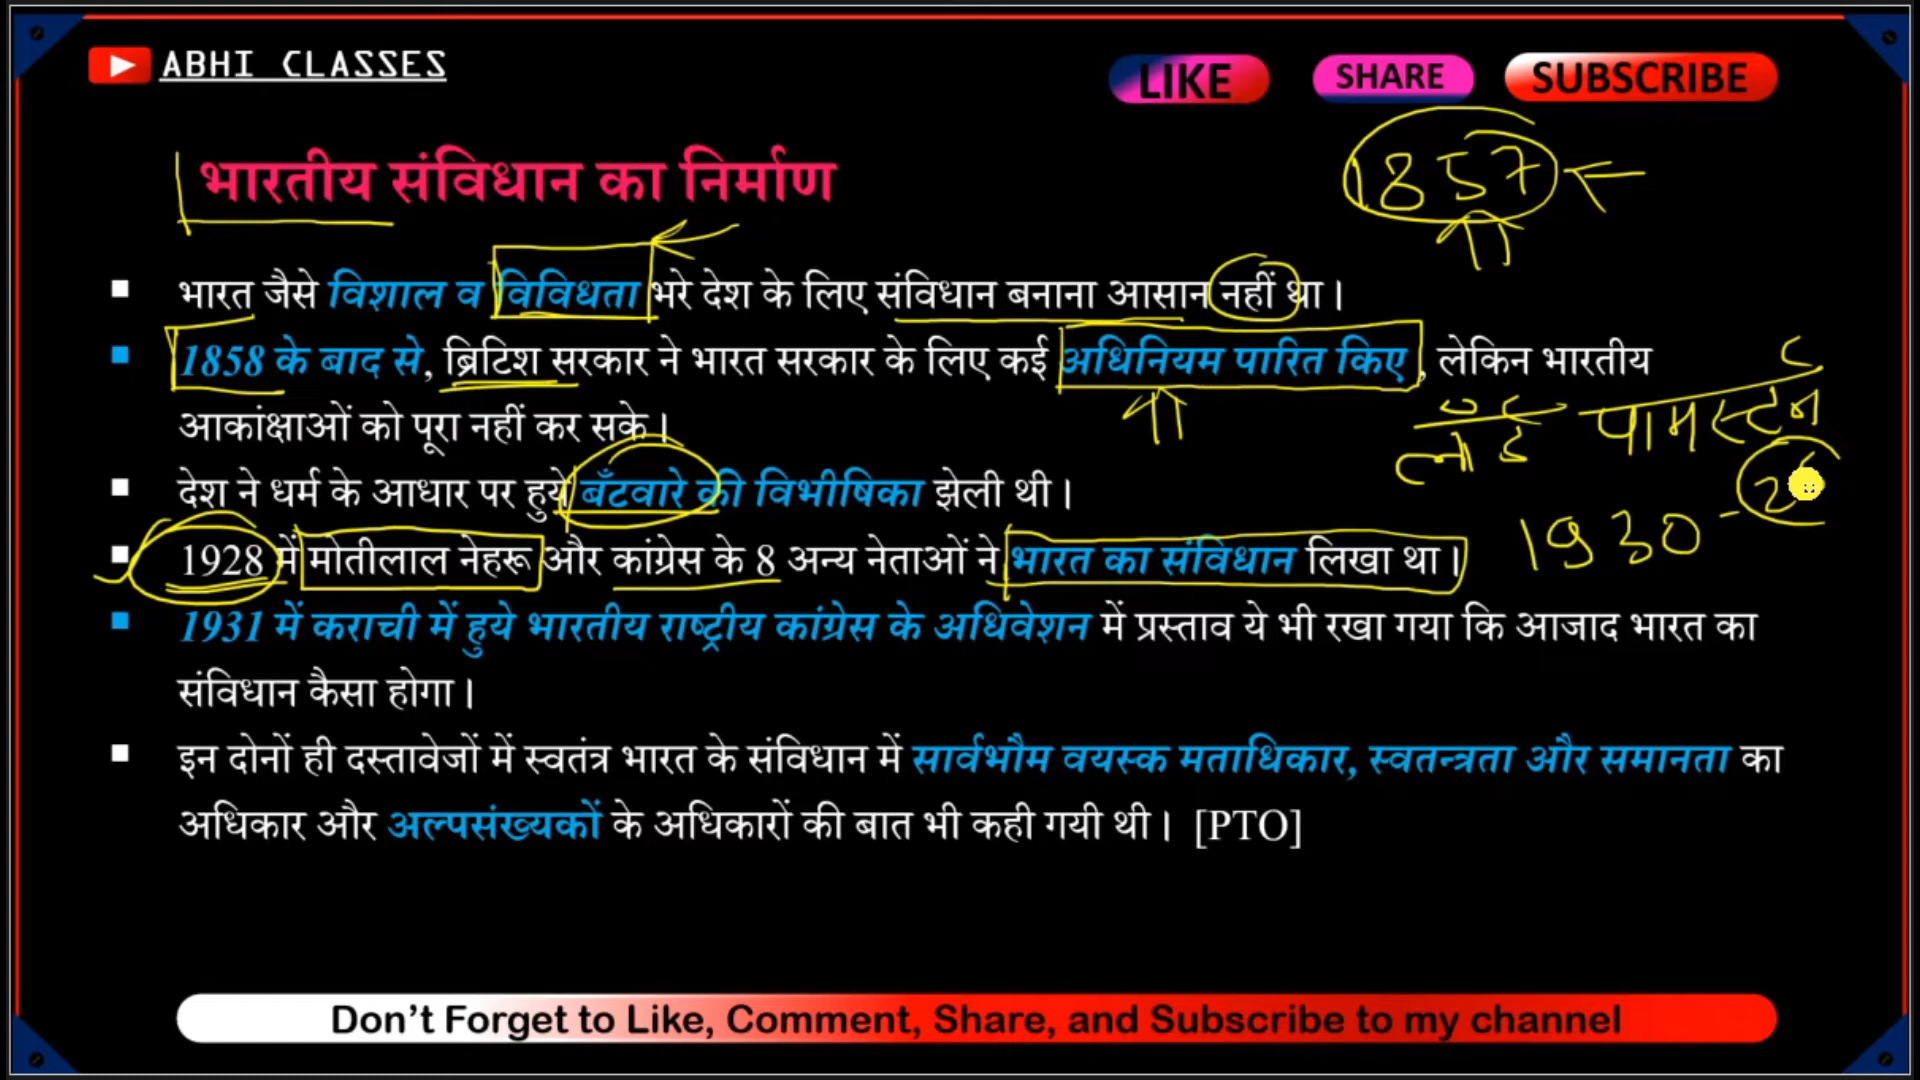 ABHI CLASSES
LIKE
SHARE
SUBSCRIBE
1857
भारतीय संविधान का निर्माण
भारत जैसे विशाल व विविधता भरे देश के लिए संविधान बनाना आसान नहीं था।
1858 के बाद से, ब्रिटिश सरकार ने भारत सरकार के लिए कई अधिनियम पारित किए, लेकिन भारतीय
आकांक्षाओं को पूरा नहीं कर सके।
लॉर्ड पामर्स्टन
देश ने धर्म के आधार पर हुये बँटवारे की विभीषिका झेली थी।
1930 -
1928 में मोतीलाल नेहरू और कांग्रेस के 8 अन्य नेताओं ने भारत का संविधान लिखा था।
1931 में कराची में हुये भारतीय राष्ट्रीय कांग्रेस के अधिवेशन में प्रस्ताव ये भी रखा गया कि आजाद भारत का
संविधान कैसा होगा।
इन दोनों ही दस्तावेजों में स्वतंत्र भारत के संविधान में सार्वभौम वयस्क मताधिकार, स्वतन्त्रता और समानता का
अधिकार और अल्पसंख्यकों के अधिकारों की बात भी कही गयी थी। [PTO]
Don't Forget to Like, Comment, Share, and Subscribe to my channel